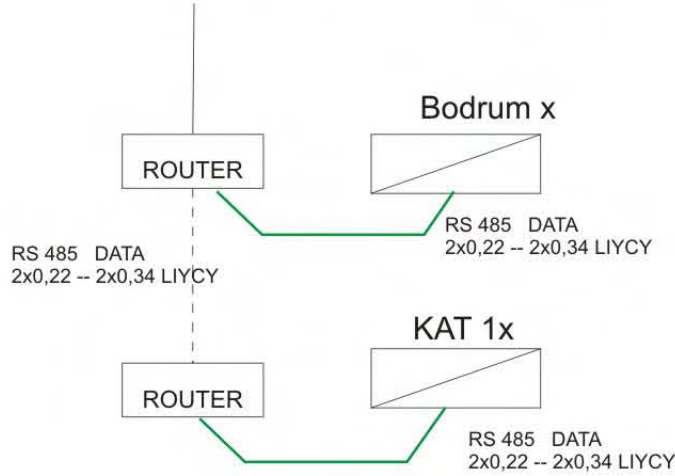 Bodrum x
ROUTER
RS 485 DATA
2x0,22 -- 2x0,34 LIYCY
RS 485 DATA
2x0,22 -- 2x0,34 LIYCY
KAT 1x
ROUTER
RS 485 DATA
2x0,22 -- 2x0,34 LIYCY